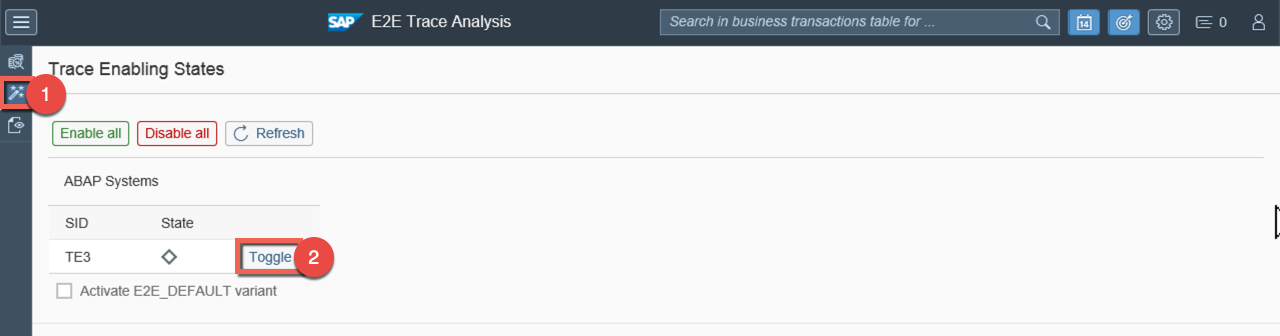 SAP E2E Trace Analysis Search in business transactions table for ... 14 0
Trace Enabling States
1
Enable all Disable all Refresh
ABAP Systems
SID State
TE3 Toggle 2
Activate E2E_DEFAULT variant